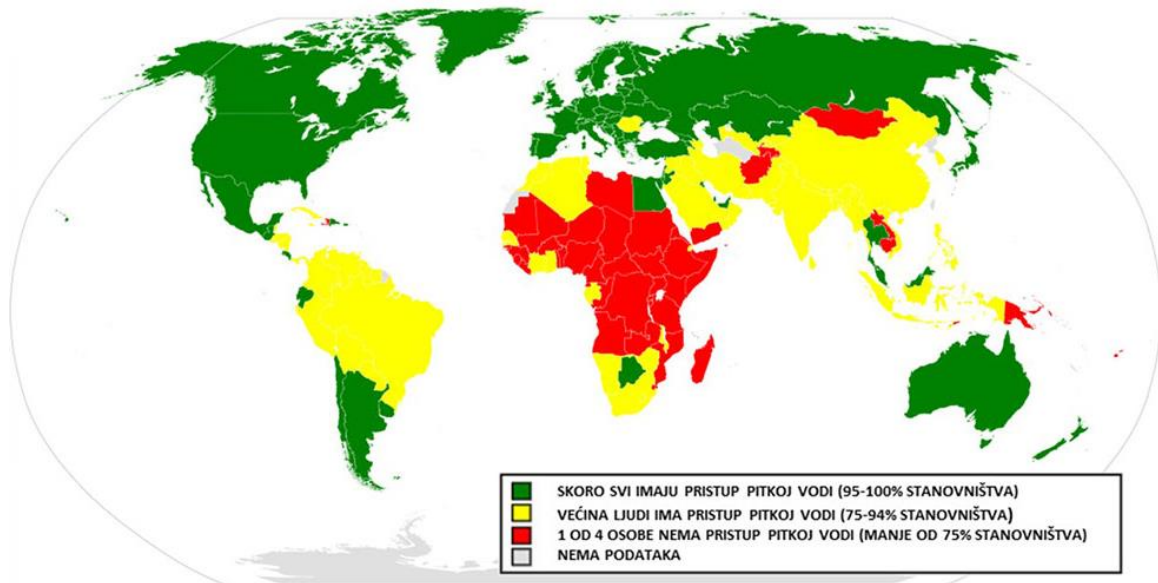 SKORO SVI IMAJU PRISTUP PITKOJ VODI (95-100% STANOVNIŠTVA)
VEĆINA LJUDI IMA PRISTUP PITKOJ VODI (75-94% STANOVNIŠTVA)
1 OD 4 OSOBE NEMA PRISTUP PITKOJ VODI (MANJE OD 75% STANOVNIŠTVA)
NEMA PODATAKA